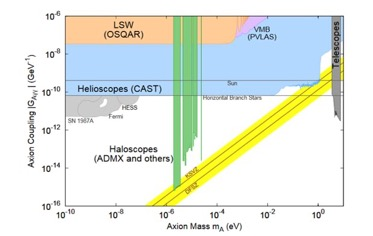 LSW
(OSQAR)
VMB
(PVLAS)
Telescopes
Helioscopes (CAST)
Sun
Horizontal Branch Stars
HESS
Fermi
SN 1987A
Haloscopes
(ADMX and others)
KSVZ
DFSZ
Axion Coupling |GAγγ| (GeV-1)
10-6
10-8
10-10
10-12
10-14
10-16
10-10
10-8
10-6
10-4
10-2
100
Axion Mass mA (eV)